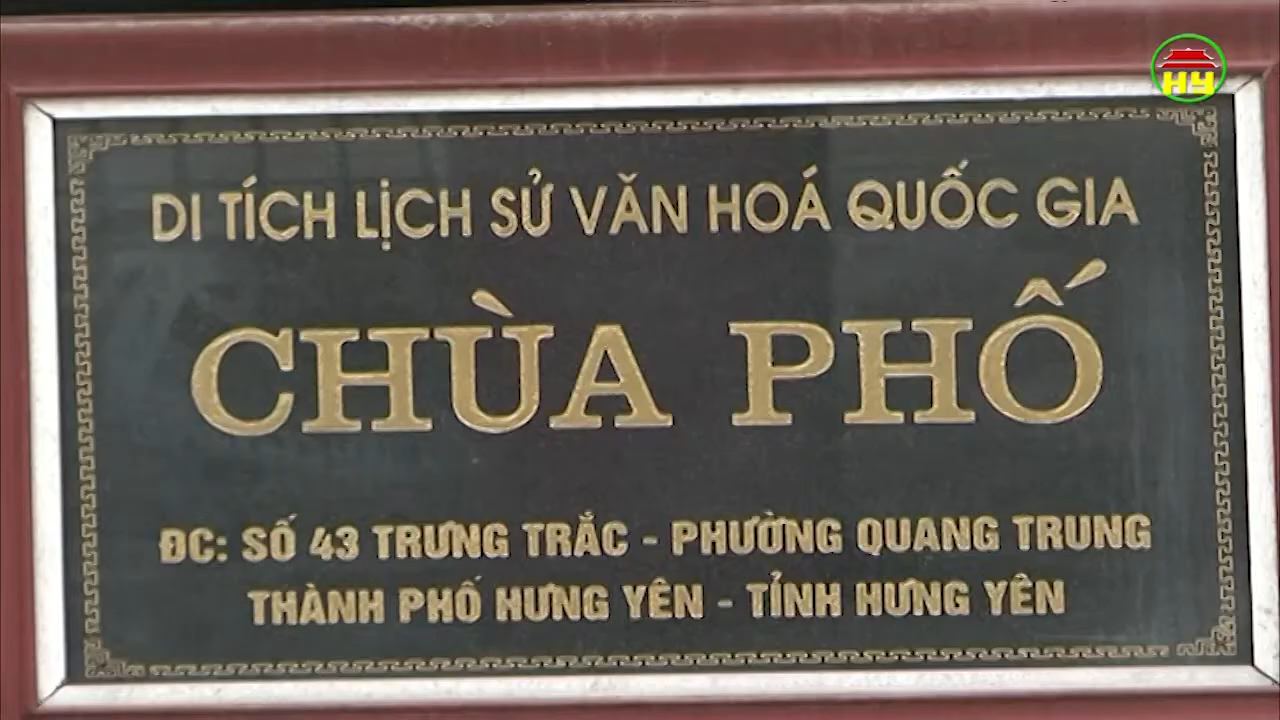 HY
DI TÍCH LỊCH SỬ VĂN HOÁ QUỐC GIA
CHÙA PHỐ
ĐC: SỐ 43 TRƯNG TRẮC - PHƯỜNG QUANG TRUNG
THÀNH PHỐ HƯNG YÊN - TỈNH HƯNG YÊN